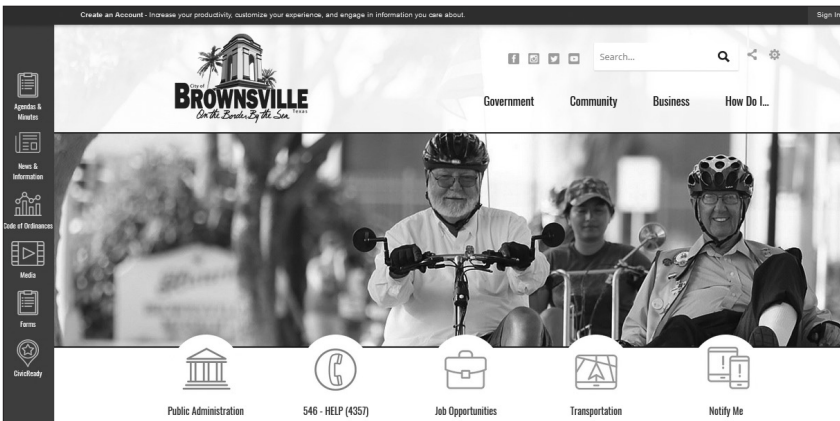 Create an Account - Increase your productivity, customize your experience, and engage in information you care about.
Sign In
City of
BROWNSVILLE
Texas
On the Border By the Sea
Search...
Government
Community
Business
How Do I...
Agendas &
Minutes
News &
Information
Code of Ordinances
Media
Forms
CivicReady
BROWNSVILLE
Public Administration
546 - HELP (4357)
Job Opportunities
Transportation
Notify Me